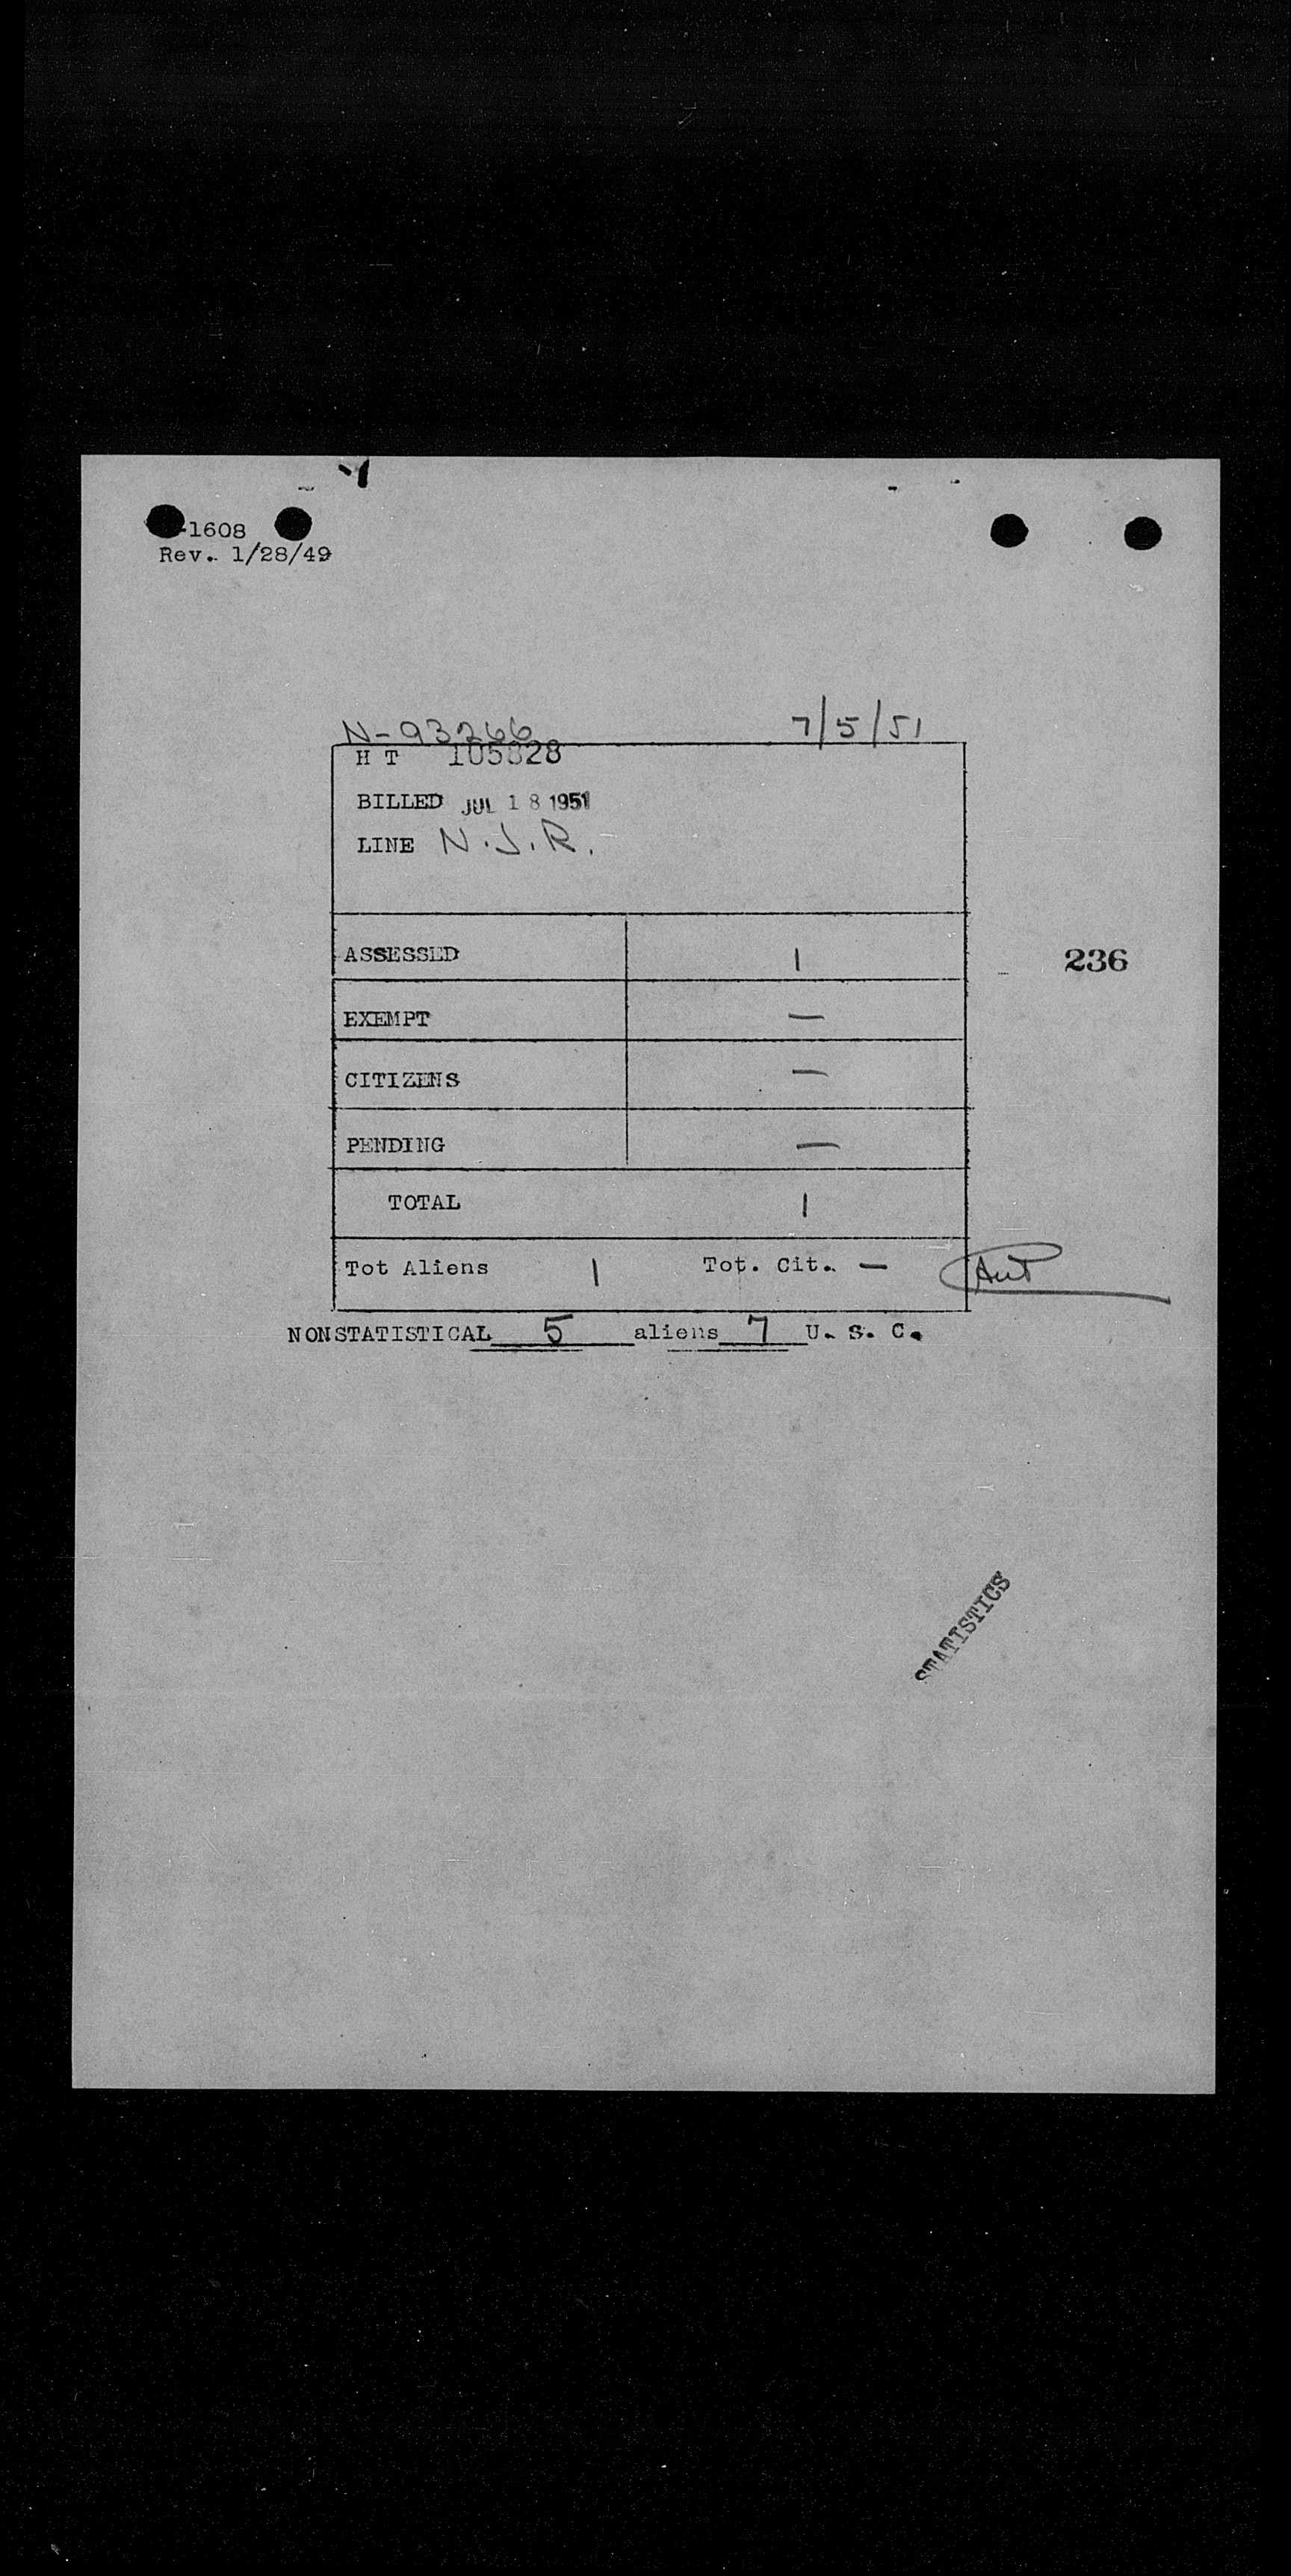 -1608
Rev. 1/28/49
N-93266 7/5/51
H T 105828
BILLED JUL 18 1951
LINE N.J.R.
ASSESSED 1
236
EXEMPT —
CITIZENS —
PENDING —
TOTAL 1
Tot Aliens 1 Tot. Cit. —
NONSTATISTICAL 5 aliens 7 U. S. C.
STATISTICS